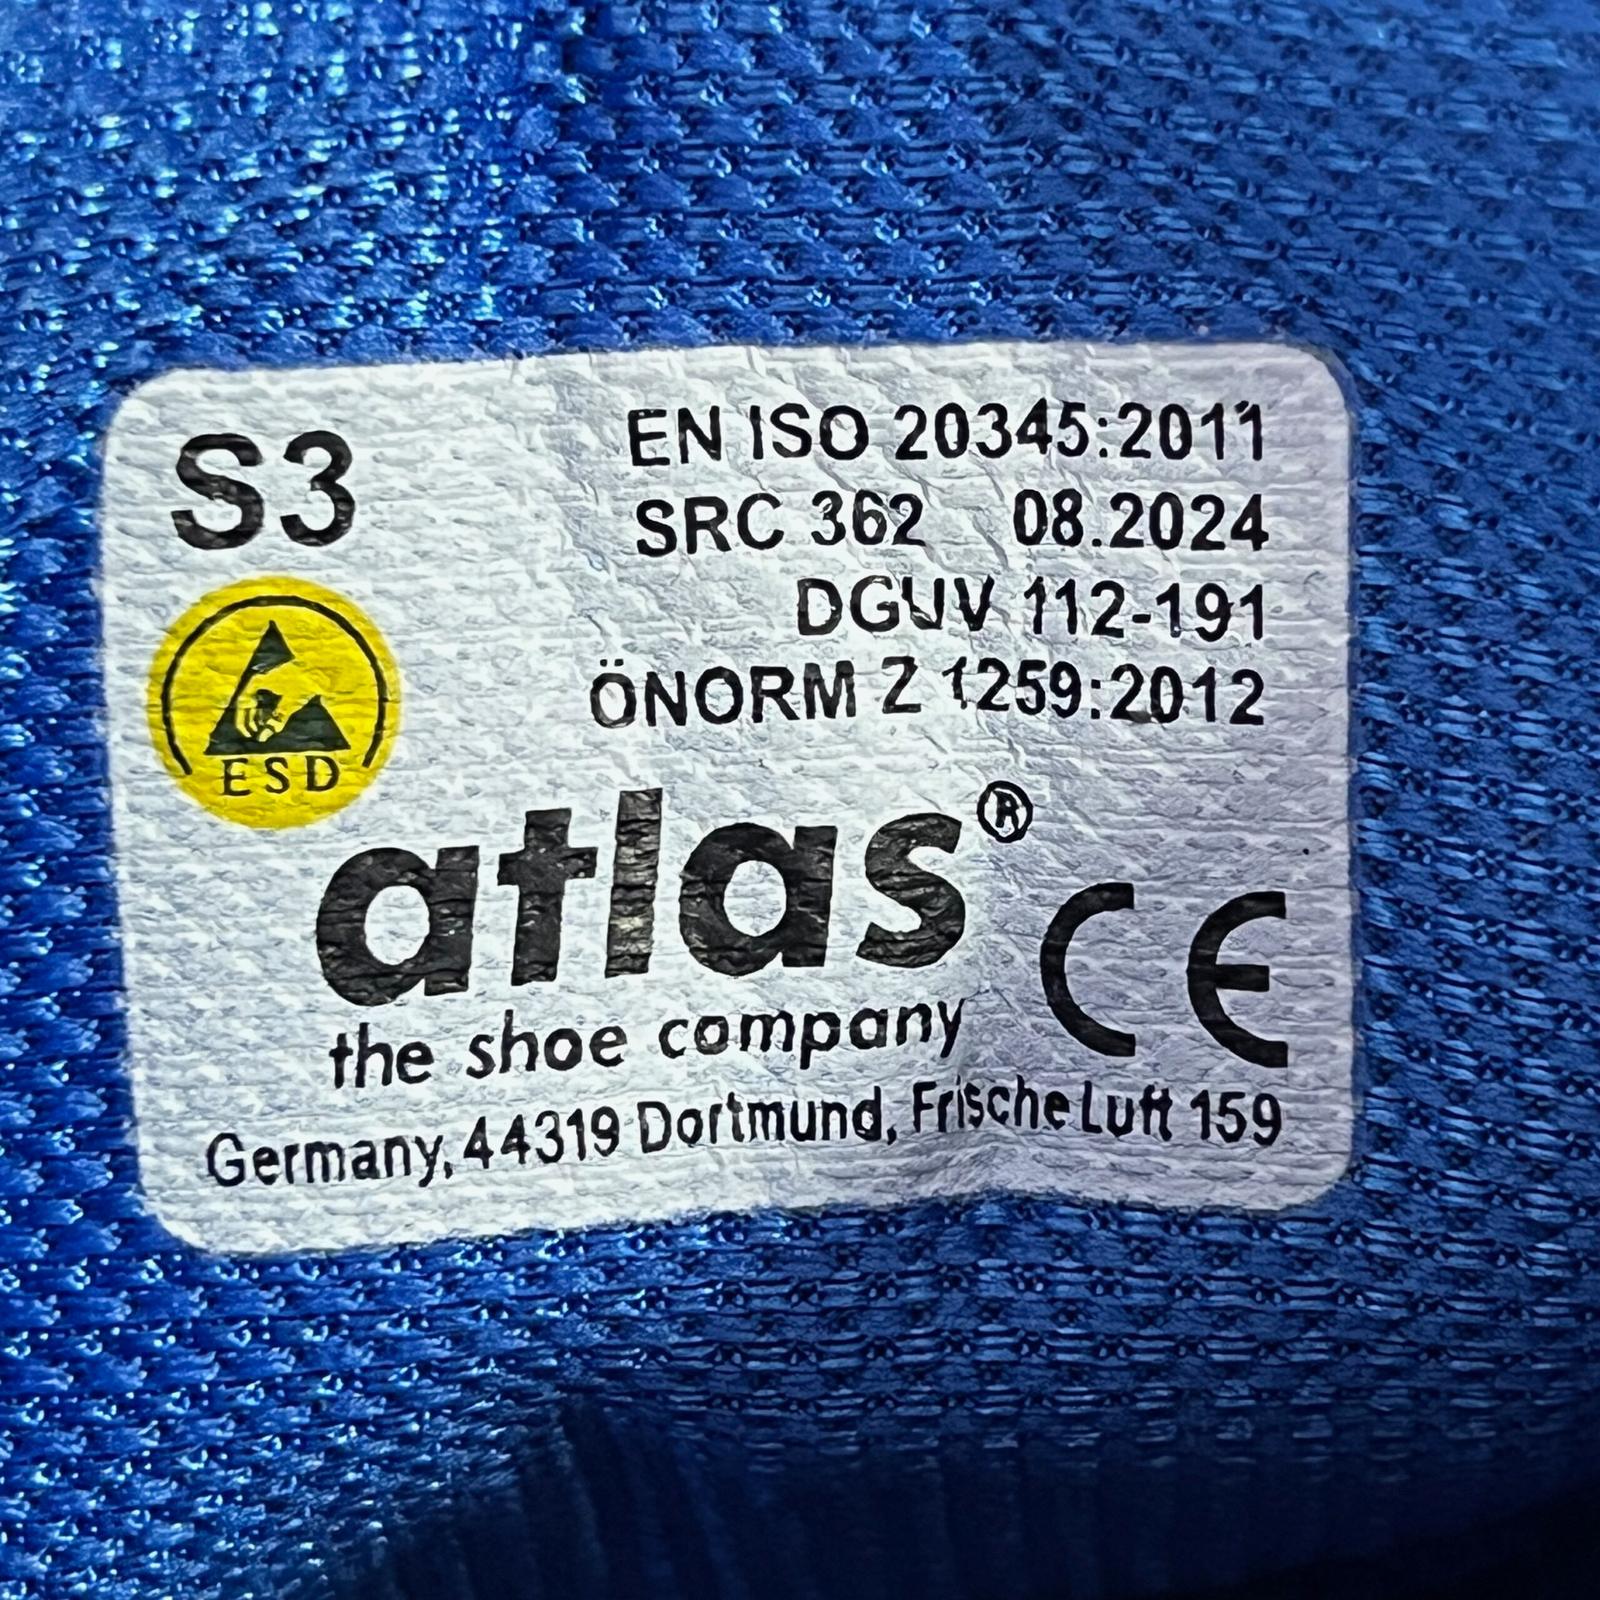 S3
EN ISO 20345:2011
SRC 362 08.2024
DGUV 112-191
ÖNORM Z 1259:2012
ESD
atlas®
the shoe company
CE
Germany, 44319 Dortmund, Frische Luft 159